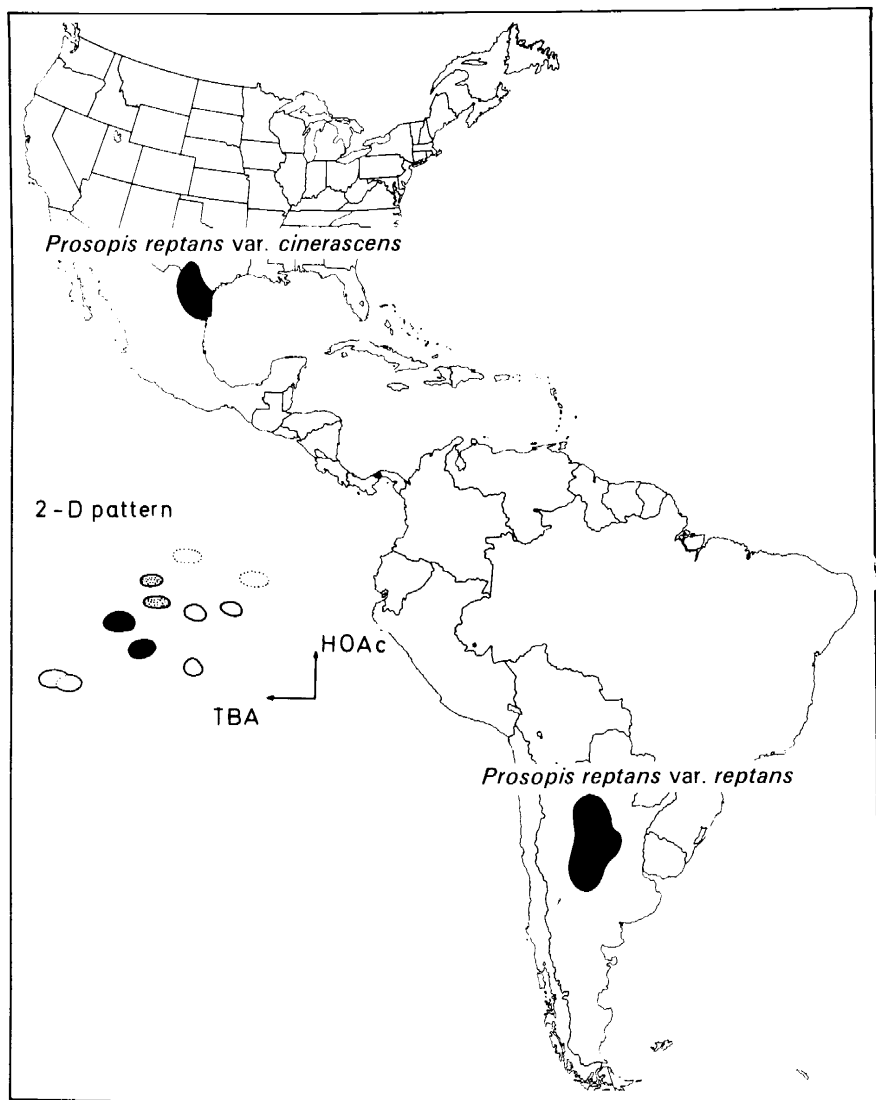 Prosopis reptans var. cinerascens
2-D pattern
HOAc
TBA
Prosopis reptans var. reptans